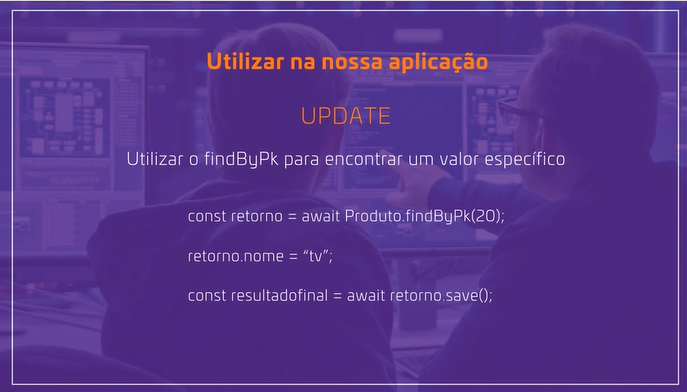 Utilizar na nossa aplicação
UPDATE
Utilizar o findByPk para encontrar um valor específico
const retorno = await Produto.findByPk(20);
retorno.nome = “tv”;
const resultadofinal = await retorno.save();